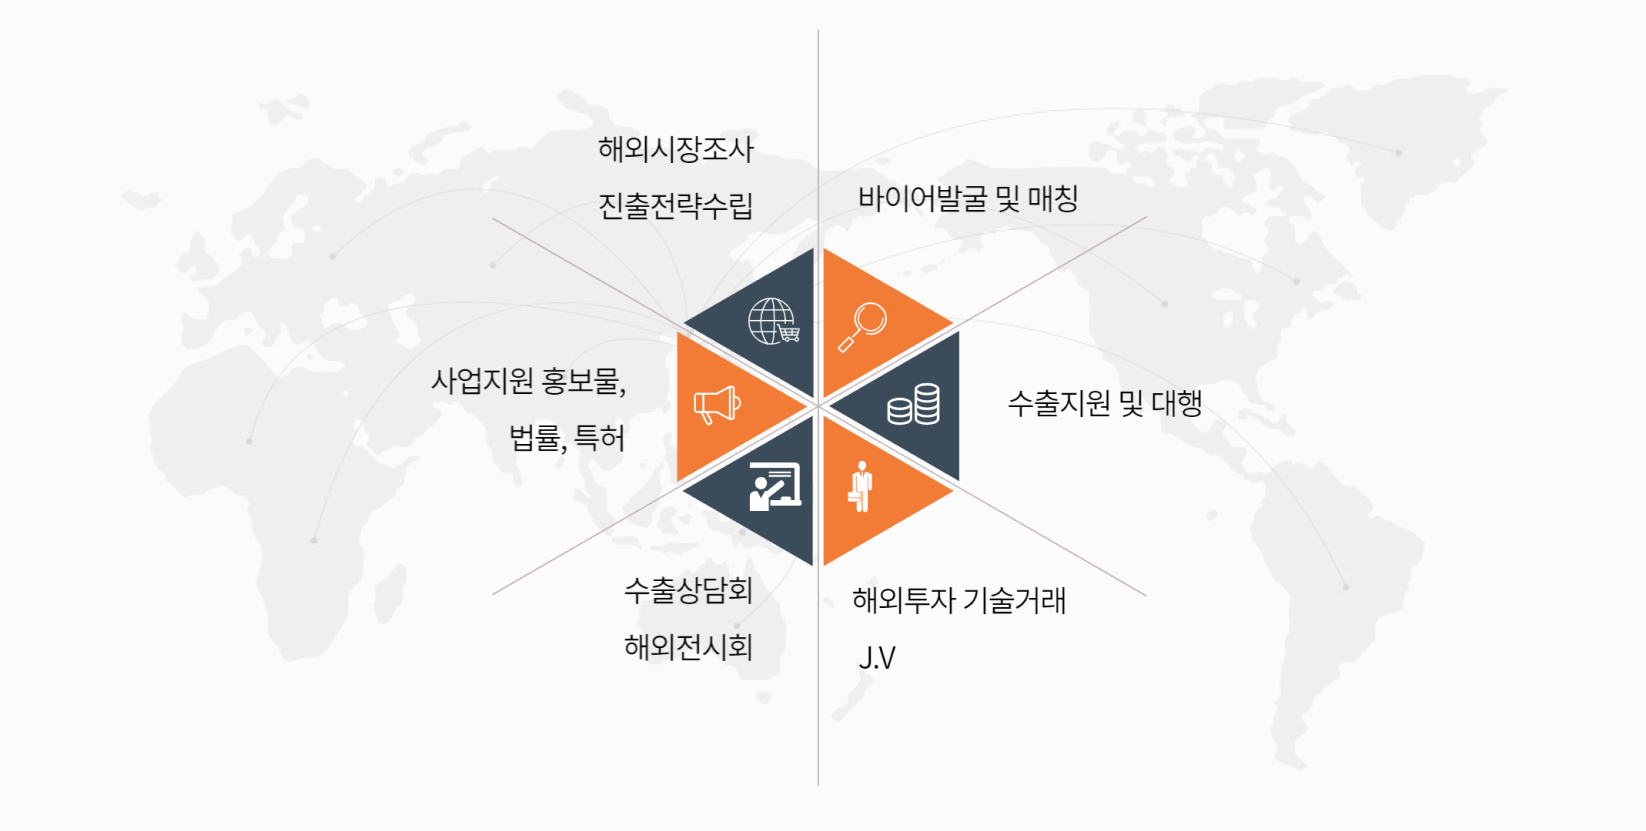 해외시장조사
진출전략수립
바이어발굴 및 매칭
사업지원 홍보물,
법률, 특허
수출지원 및 대행
수출상담회
해외전시회
해외투자 기술거래
J.V